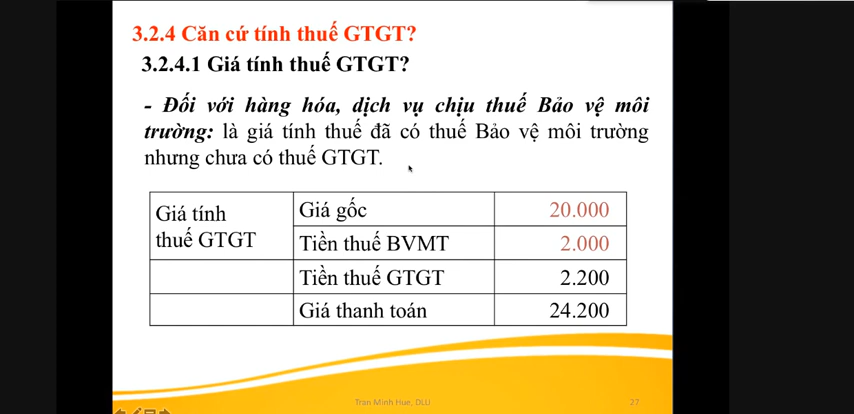 3.2.4 Căn cứ tính thuế GTGT?
3.2.4.1 Giá tính thuế GTGT?
- Đối với hàng hóa, dịch vụ chịu thuế Bảo vệ môi
trường: là giá tính thuế đã có thuế Bảo vệ môi trường
nhưng chưa có thuế GTGT.
Giá tính
thuế GTGT
Giá gốc 20.000
Tiền thuế BVMT 2.000
Tiền thuế GTGT 2.200
Giá thanh toán 24.200
Tran Minh Hue, DLU 27